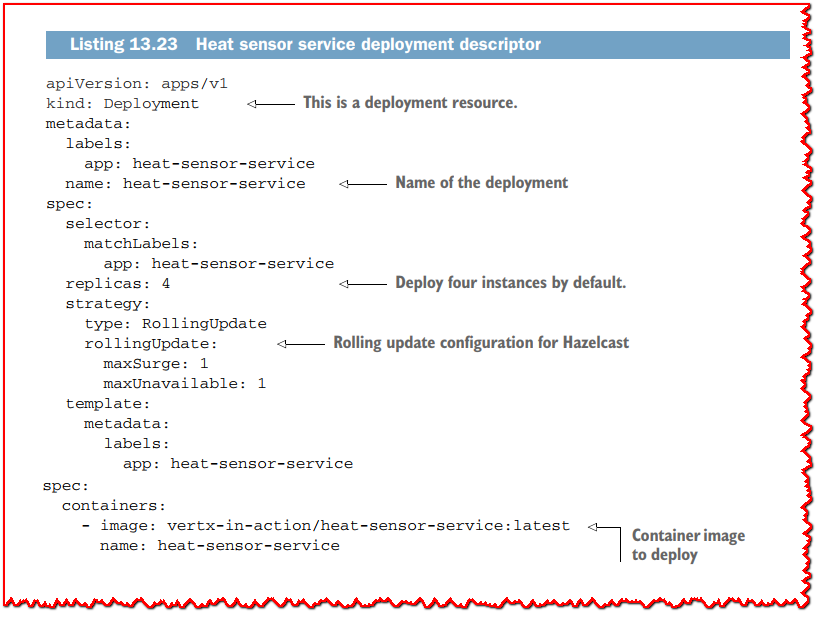 Listing 13.23 Heat sensor service deployment descriptor
apiVersion: apps/v1
kind: Deployment This is a deployment resource.
metadata:
  labels:
    app: heat-sensor-service
  name: heat-sensor-service Name of the deployment
spec:
  selector:
    matchLabels:
      app: heat-sensor-service
  replicas: 4 Deploy four instances by default.
  strategy:
    type: RollingUpdate
    rollingUpdate: Rolling update configuration for Hazelcast
      maxSurge: 1
      maxUnavailable: 1
  template:
    metadata:
      labels:
        app: heat-sensor-service
spec:
  containers:
    - image: vertx-in-action/heat-sensor-service:latest
      name: heat-sensor-service
Container image
to deploy